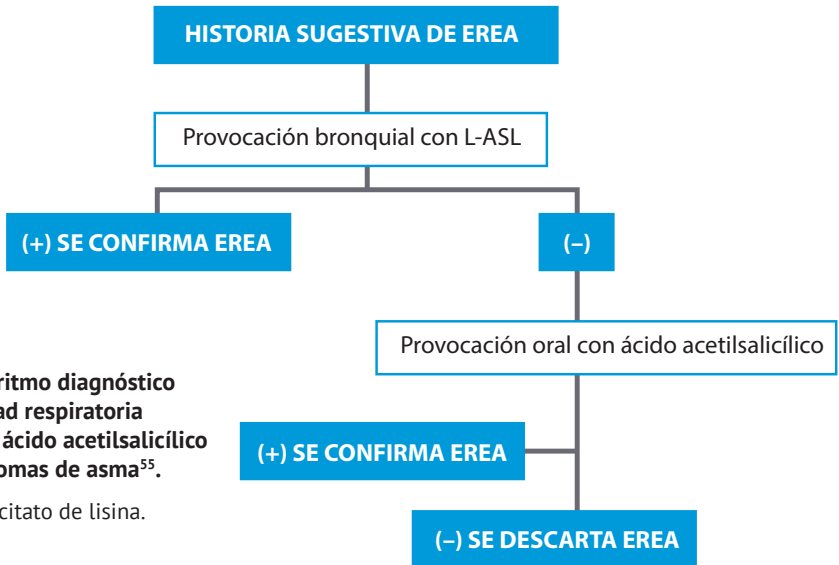 HISTORIA SUGESTIVA DE EREA
Provocación bronquial con L-ASL
(+) SE CONFIRMA EREA
(–)
Provocación oral con ácido acetilsalicílico
(+) SE CONFIRMA EREA
(–) SE DESCARTA EREA
ritmo diagnóstico
ad respiratoria
ácido acetilsalicílico
omas de asma⁵⁵.
citato de lisina.